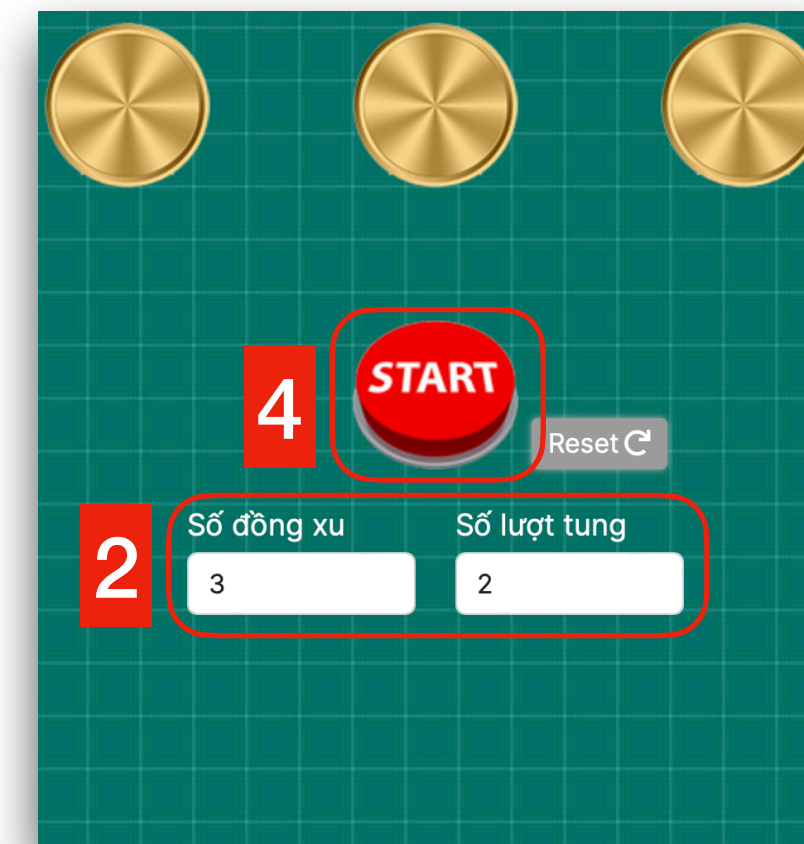 START
4
Reset
Số đồng xu
Số lượt tung
2
3
2